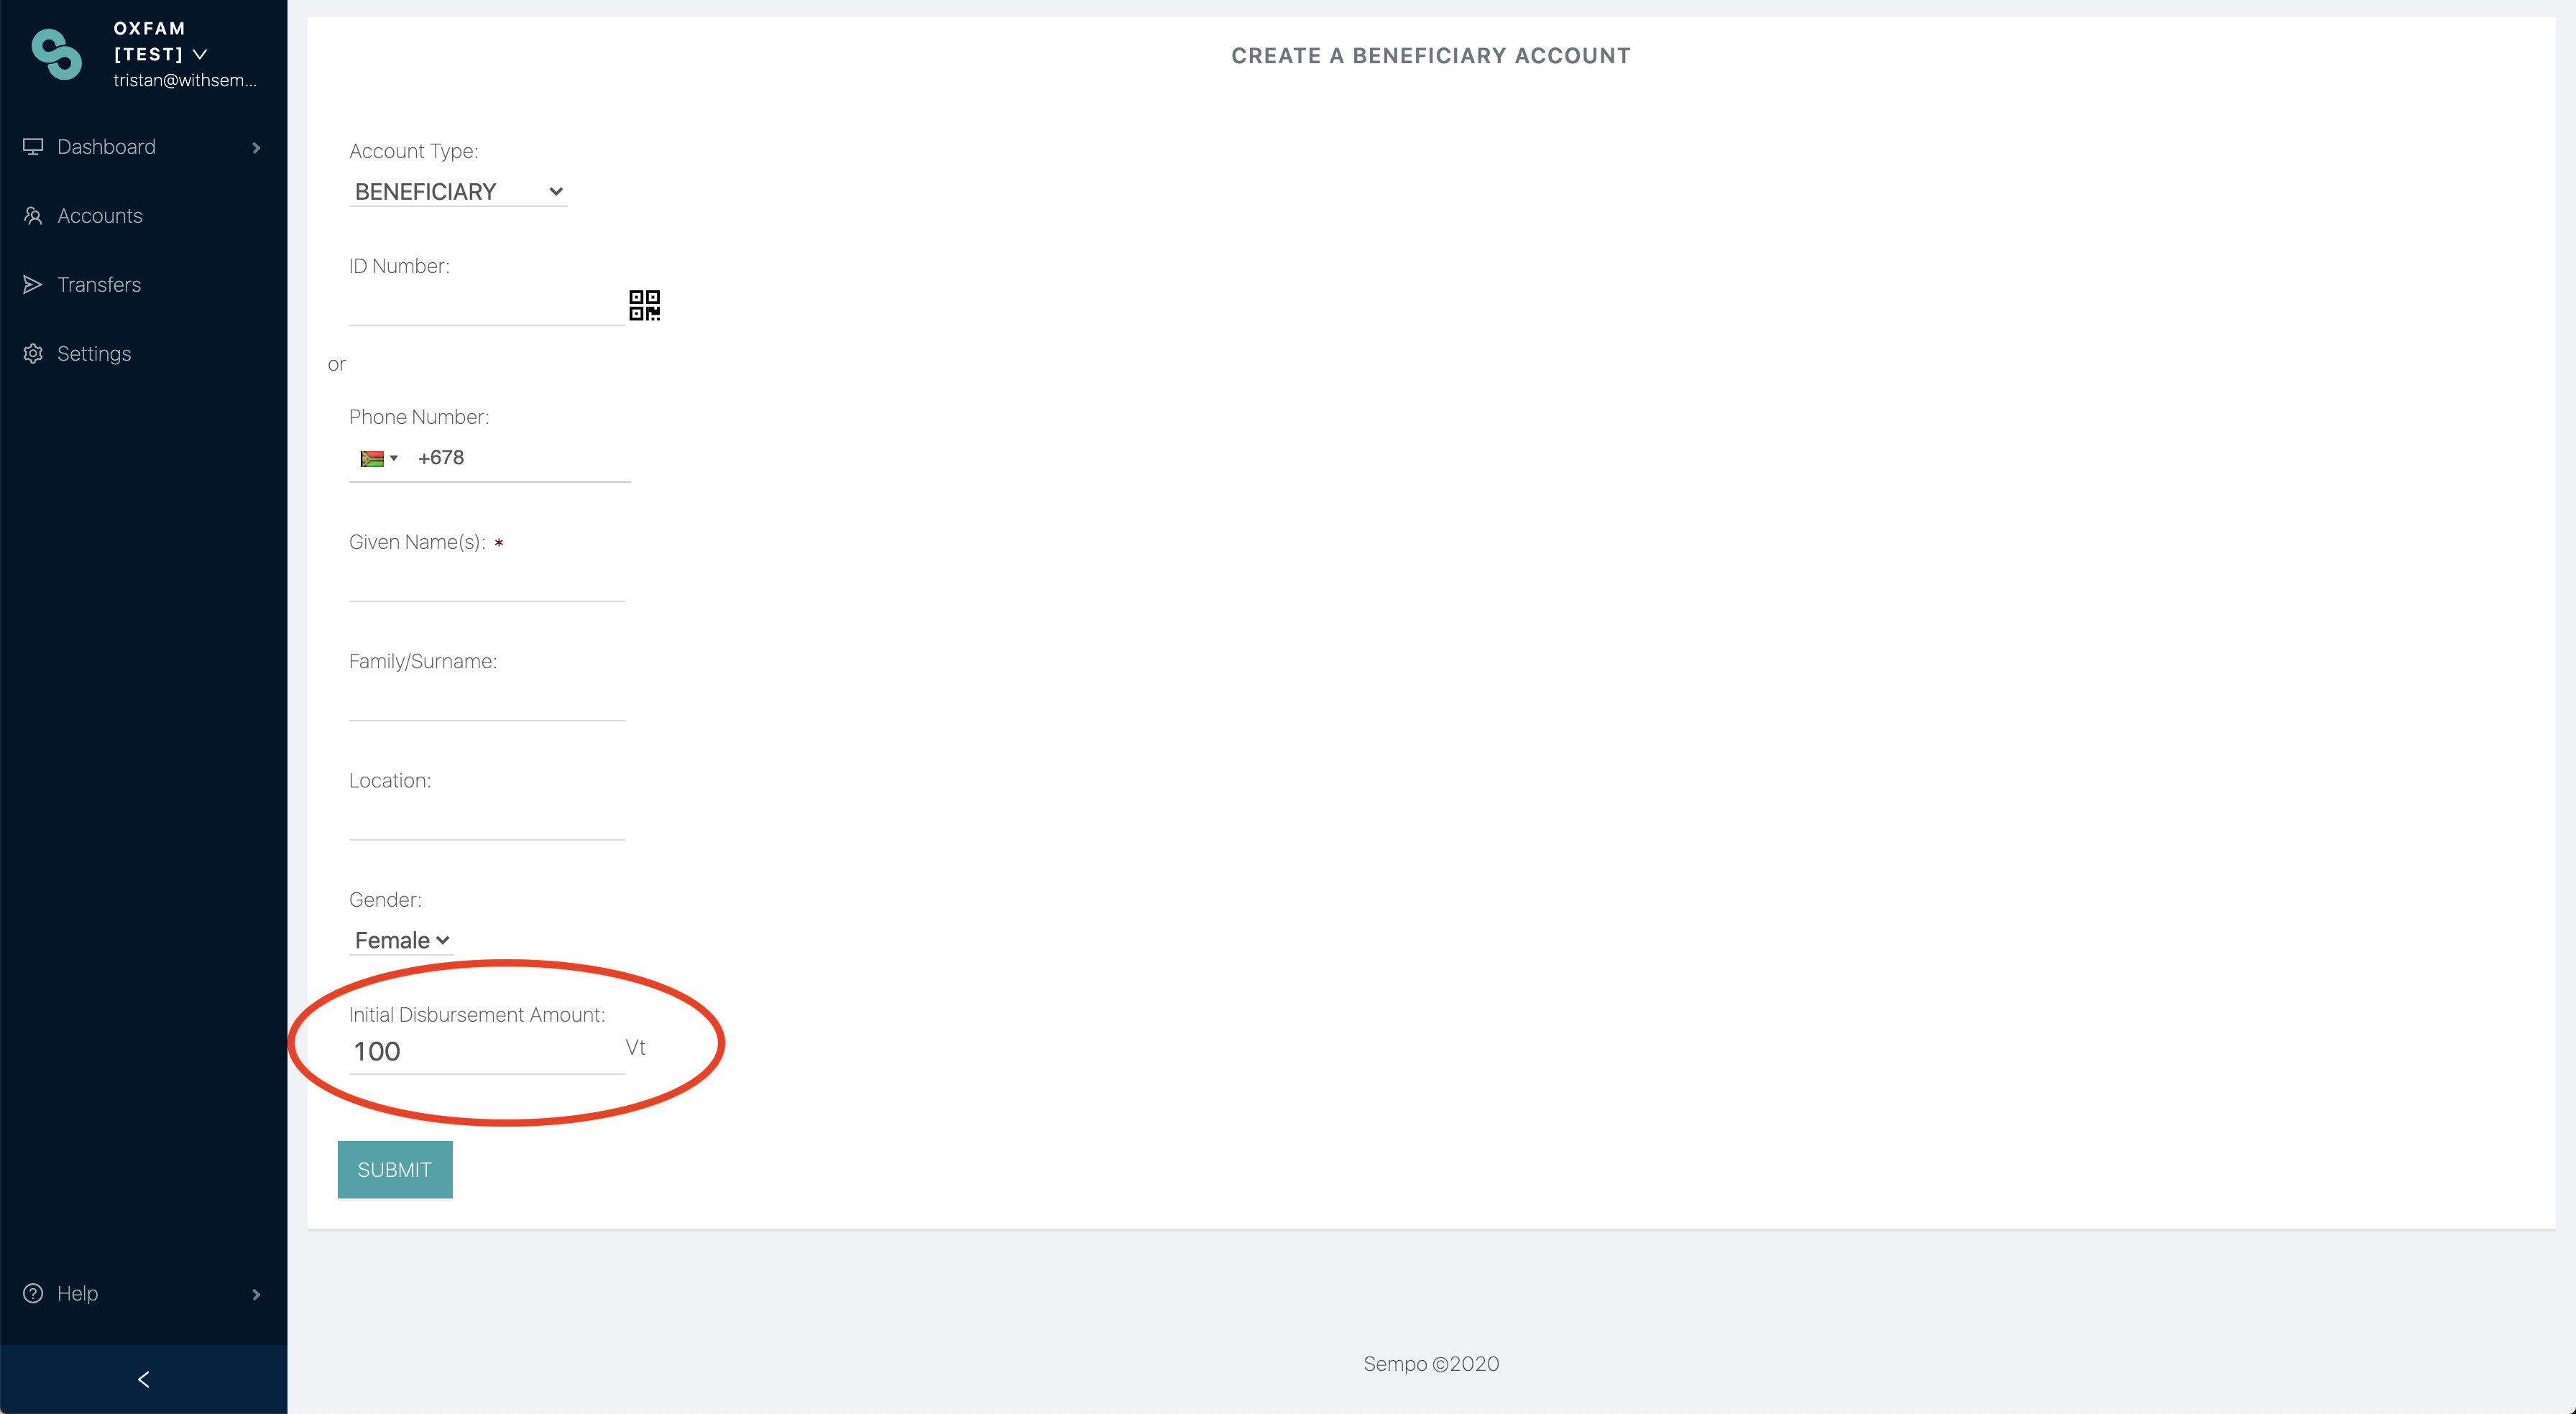 OXFAM
[TEST]
tristan@withsem...
Dashboard
Accounts
Transfers
Settings
Help
CREATE A BENEFICIARY ACCOUNT
Account Type:
BENEFICIARY
ID Number:
or
Phone Number:
+678
Given Name(s): *
Family/Surname:
Location:
Gender:
Female
Initial Disbursement Amount:
100 Vt
SUBMIT
Sempo ©2020